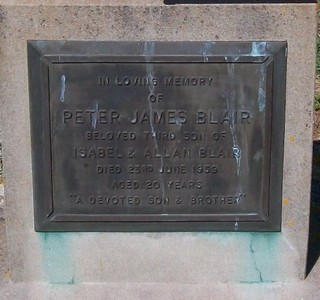 IN LOVING MEMORY
OF
PETER JAMES BLAIR
BELOVED THIRD SON OF
ISABEL & ALLAN BLAIR
DIED 23RD JUNE 1959
AGED 20 YEARS
"A DEVOTED SON & BROTHER"